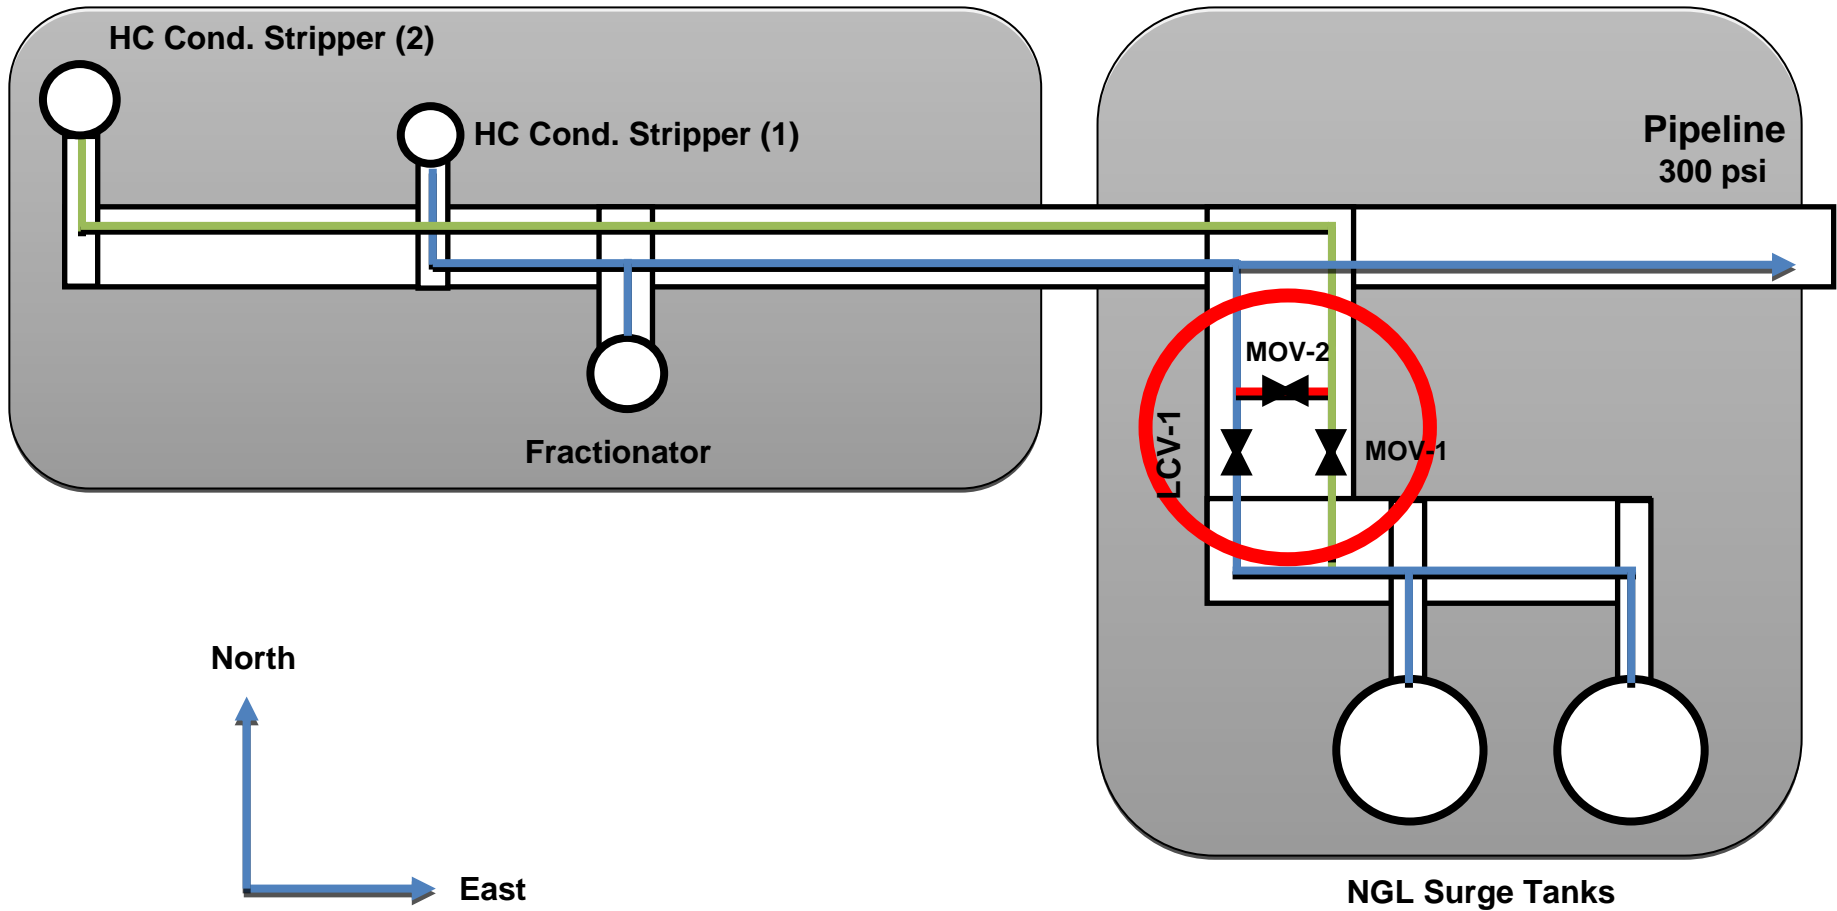 HC Cond. Stripper (2)
HC Cond. Stripper (1)
Pipeline
300 psi
MOV-2
LCV-1
MOV-1
Fractionator
North
East
NGL Surge Tanks